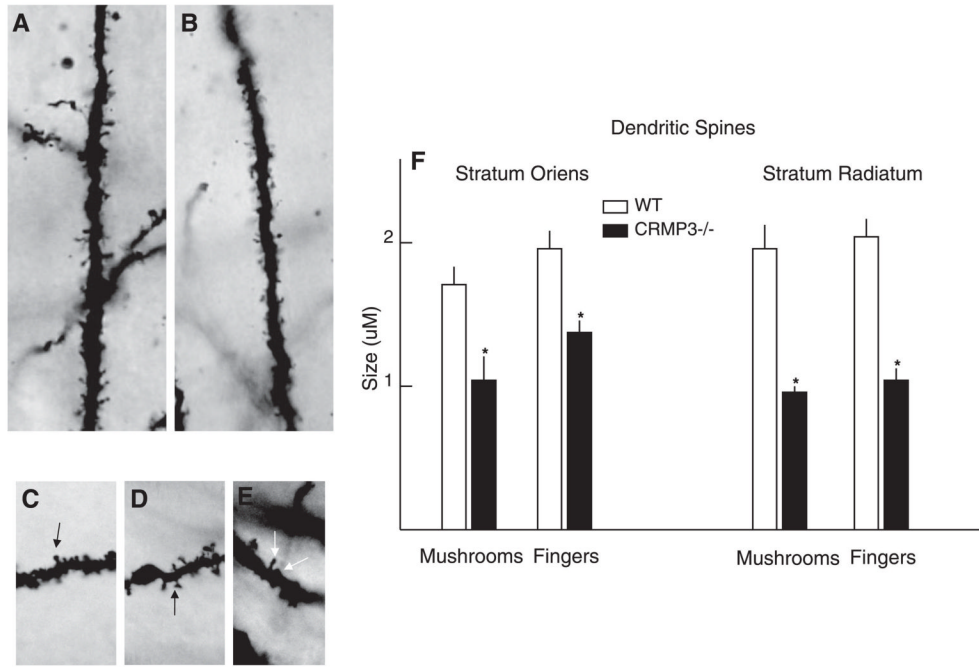 A
B
Dendritic Spines
F
Stratum Oriens
Stratum Radiatum
WT
CRMP3-/-
2
Size (uM)
*
*
*
*
1
C
D
E
Mushrooms Fingers
Mushrooms Fingers